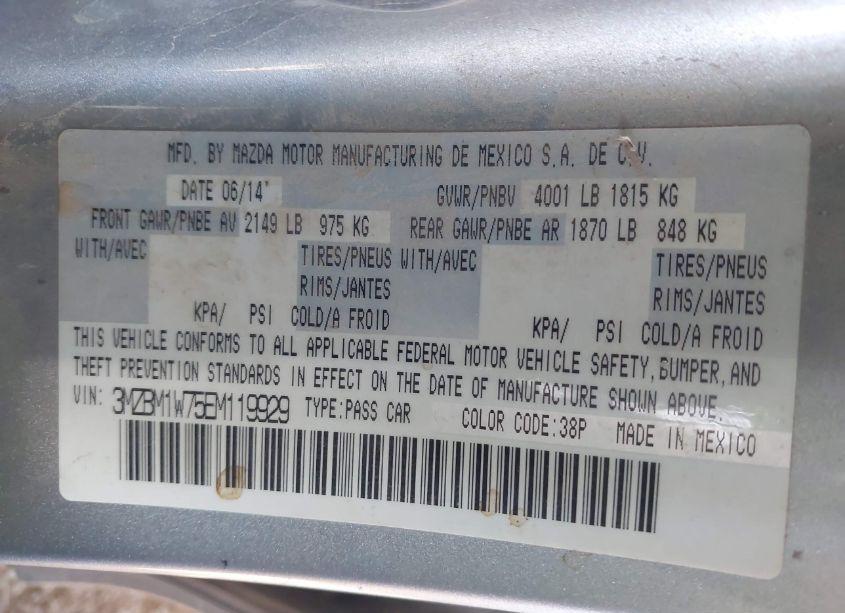 MFD. BY MAZDA MOTOR MANUFACTURING DE MEXICO S.A. DE C.V.
DATE 06/14 GVWR/PNBV 4001 LB 1815 KG
FRONT GAWR/PNBE AV 2149 LB 975 KG REAR GAWR/PNBE AR 1870 LB 848 KG
WITH/AVEC TIRES/PNEUS WITH/AVEC TIRES/PNEUS
RIMS/JANTES RIMS/JANTES
KPA/ PSI COLD/A FROID KPA/ PSI COLD/A FROID
THIS VEHICLE CONFORMS TO ALL APPLICABLE FEDERAL MOTOR VEHICLE SAFETY, BUMPER, AND
THEFT PREVENTION STANDARDS IN EFFECT ON THE DATE OF MANUFACTURE SHOWN ABOVE.
VIN: 3MZBM1W75EM119929 TYPE:PASS CAR COLOR CODE:38P MADE IN MEXICO